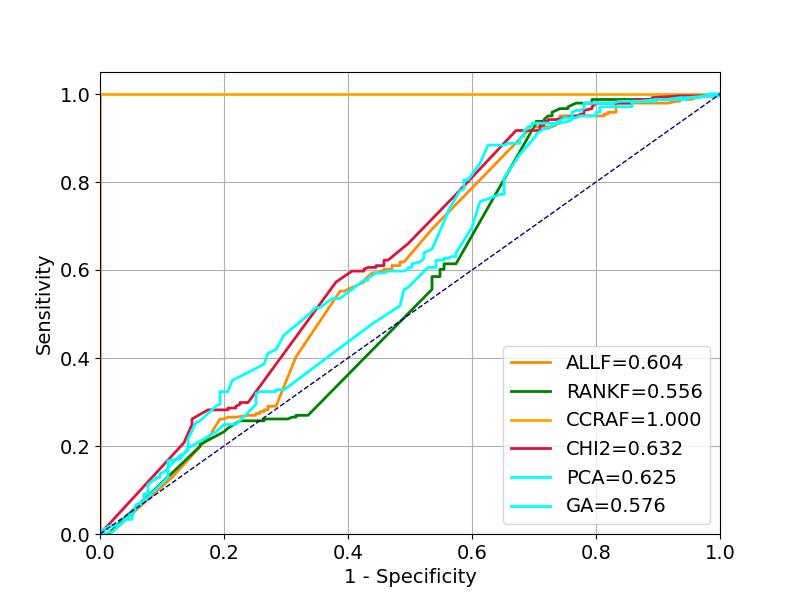 1.0
0.8
0.6
0.4
0.2
0.0
Sensitivity
ALLF=0.604
RANKF=0.556
CCRAF=1.000
CHI2=0.632
PCA=0.625
GA=0.576
0.0 0.2 0.4 0.6 0.8 1.0
1 - Specificity